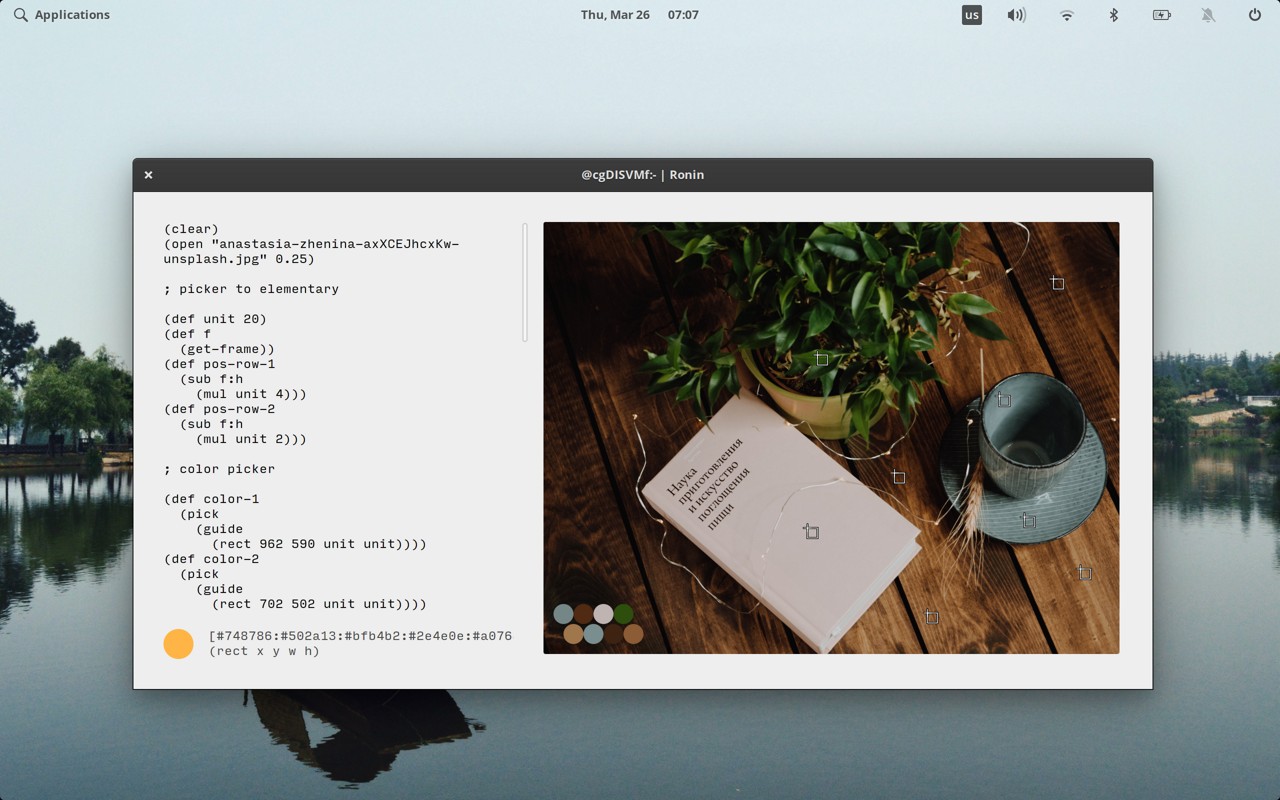 Applications
Thu, Mar 26 07:07
us
@cgDISVMf:- | Ronin
(clear)
(open "anastasia-zhenina-axXCEJhcxKw-
unsplash.jpg" 0.25)
; picker to elementary
(def unit 20)
(def f
(get-frame))
(def pos-row-1
(sub f:h
(mul unit 4)))
(def pos-row-2
(sub f:h
(mul unit 2)))
; color picker
(def color-1
(pick
(guide
(rect 962 590 unit unit))))
(def color-2
(pick
(guide
(rect 702 502 unit unit))))
[#748786:#502a13:#bfb4b2:#2e4e0e:#a076
(rect x y w h)
Наука
приготовления
и искусство
поглощения
пищи